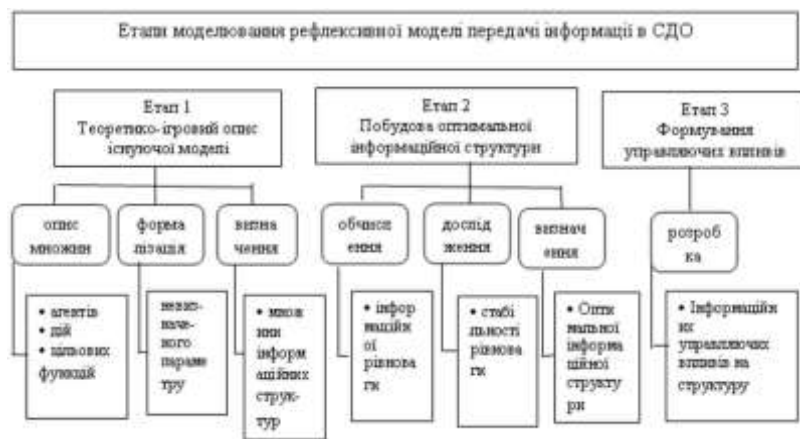 Етапи моделювання рефлексивної моделі передачі інформації в СДО
Етап 1
Теоретико-ігровий опис
існуючої моделі
Етап 2
Побудова оптимальної
інформаційної структури
Етап 3
Формування
управляючих впливів
опис
множин
форма
лізація
визна
чення
обчисл
ення
дослід
ження
визнач
ення
розроб
ка
• агентів
• дій
• цільових
функцій
невиз-
наче-
ного
параме
тру
• множ
ини
інформ
аційних
струк-
тур
• інфор
маційн
ої
рівнова
ги
• стабі
льності
рівнова
ги
• Опти
мальної
інформа
ційної
структу
ри
• Інформаційн
их
управляючих
впливів на
структуру